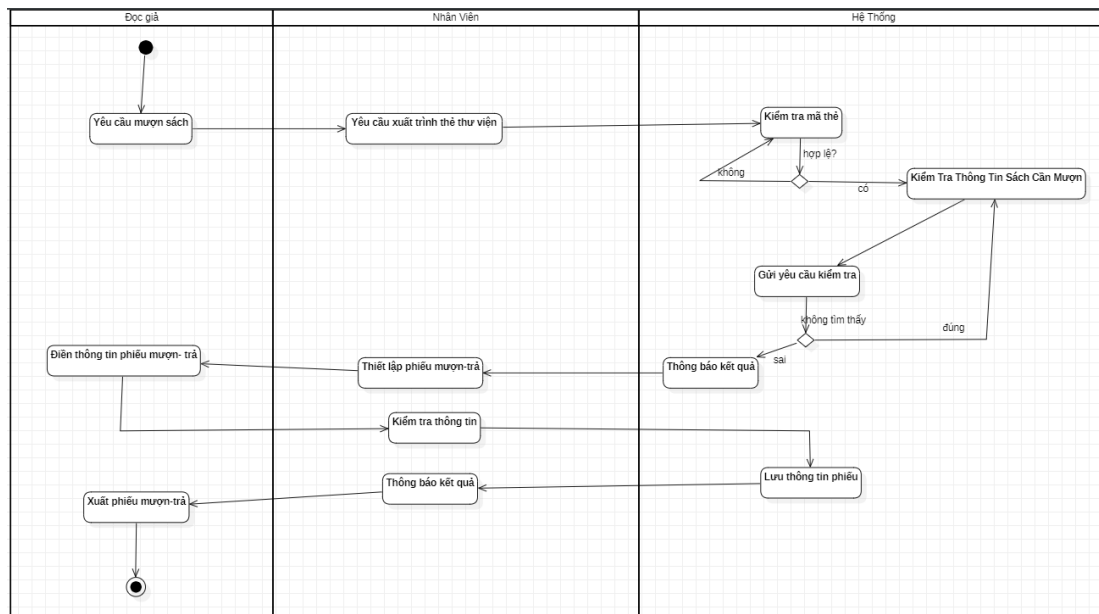 Đọc giả
Nhân Viên
Hệ Thống
Yêu cầu mượn sách
Yêu cầu xuất trình thẻ thư viện
Kiểm tra mã thẻ
hợp lệ?
không
có
Kiểm Tra Thông Tin Sách Cần Mượn
Gửi yêu cầu kiểm tra
không tìm thấy
đúng
sai
Điền thông tin phiếu mượn- trả
Thiết lập phiếu mượn-trả
Thông báo kết quả
Kiểm tra thông tin
Lưu thông tin phiếu
Thông báo kết quả
Xuất phiếu mượn-trả